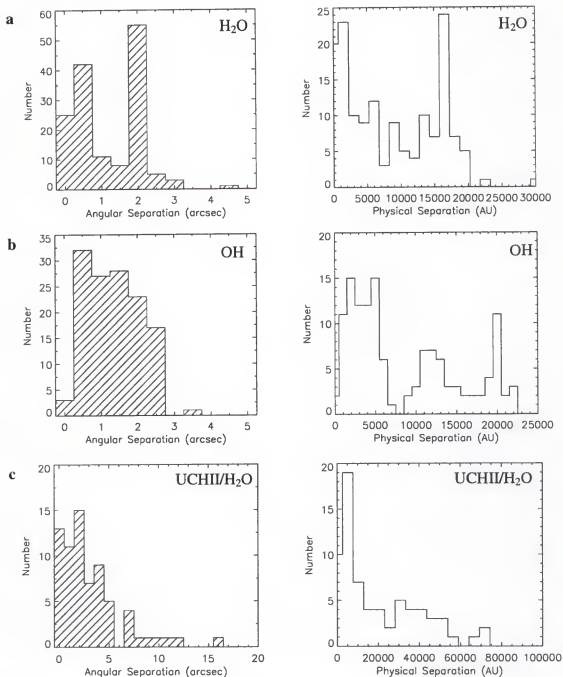 a
H2O
60
50
40
30
20
10
0
Number
0 1 2 3 4 5
Angular Separation (arcsec)
H2O
25
20
15
10
5
0
Number
0 5000 10000 15000 20000 25000 30000
Physical Separation (AU)
b
OH
35
30
25
20
15
10
5
0
Number
0 1 2 3 4 5
Angular Separation (arcsec)
OH
20
15
10
5
0
Number
0 5000 10000 15000 20000 25000
Physical Separation (AU)
c
UCHII/H2O
20
15
10
5
Number
0 5 10 15 20
Angular Separation (arcsec)
UCHII/H2O
20
15
10
5
Number
0 20000 40000 60000 80000 100000
Physical Separation (AU)